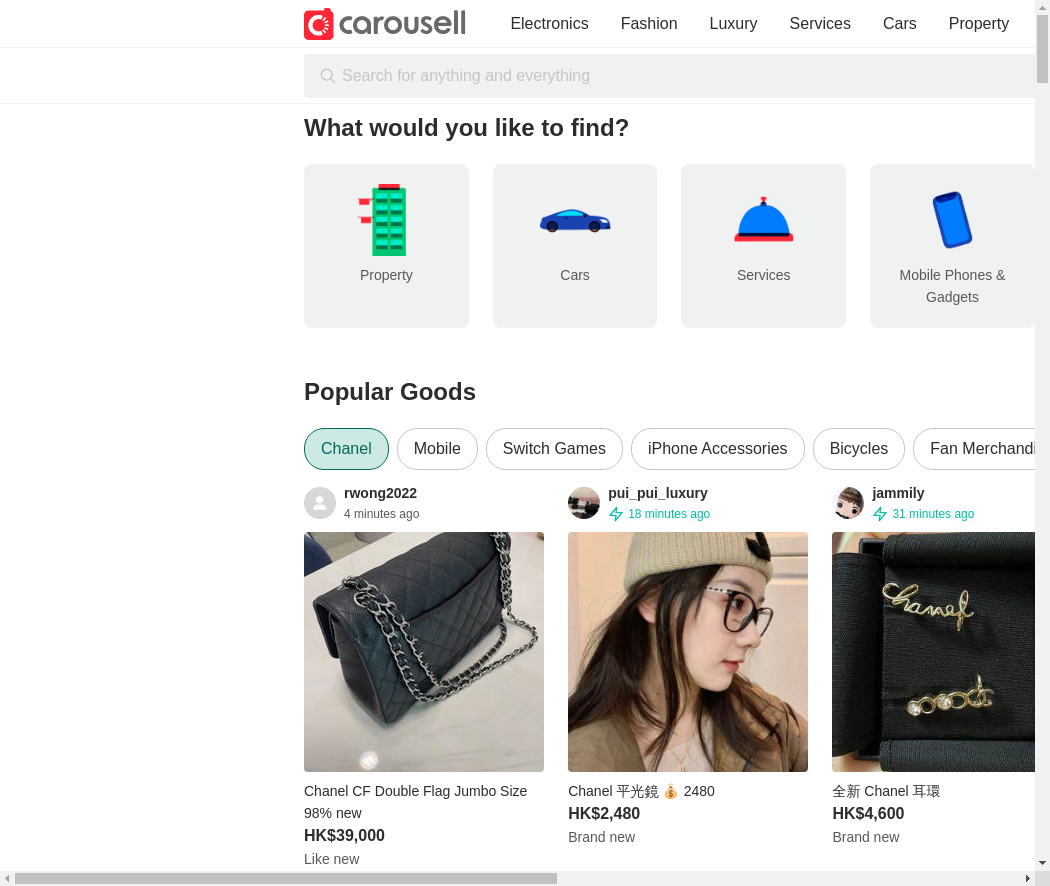 carousell
Electronics Fashion Luxury Services Cars Property
Search for anything and everything
What would you like to find?
Property Cars Services Mobile Phones &
Gadgets
Popular Goods
Chanel Mobile Switch Games iPhone Accessories Bicycles Fan Merchandi
rwong2022 pui_pui_luxury jammily
4 minutes ago 18 minutes ago 31 minutes ago
Chanel
COCO
Chanel CF Double Flag Jumbo Size Chanel 平光鏡 💰 2480 全新 Chanel 耳環
98% new HK$2,480 HK$4,600
HK$39,000 Brand new Brand new
Like new